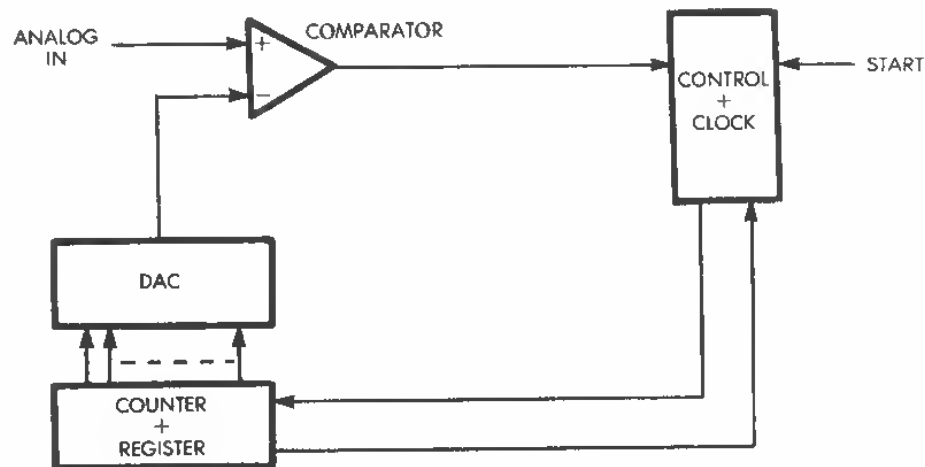 ANALOG
IN
COMPARATOR
+
−
CONTROL
+
CLOCK
START
DAC
COUNTER
+
REGISTER